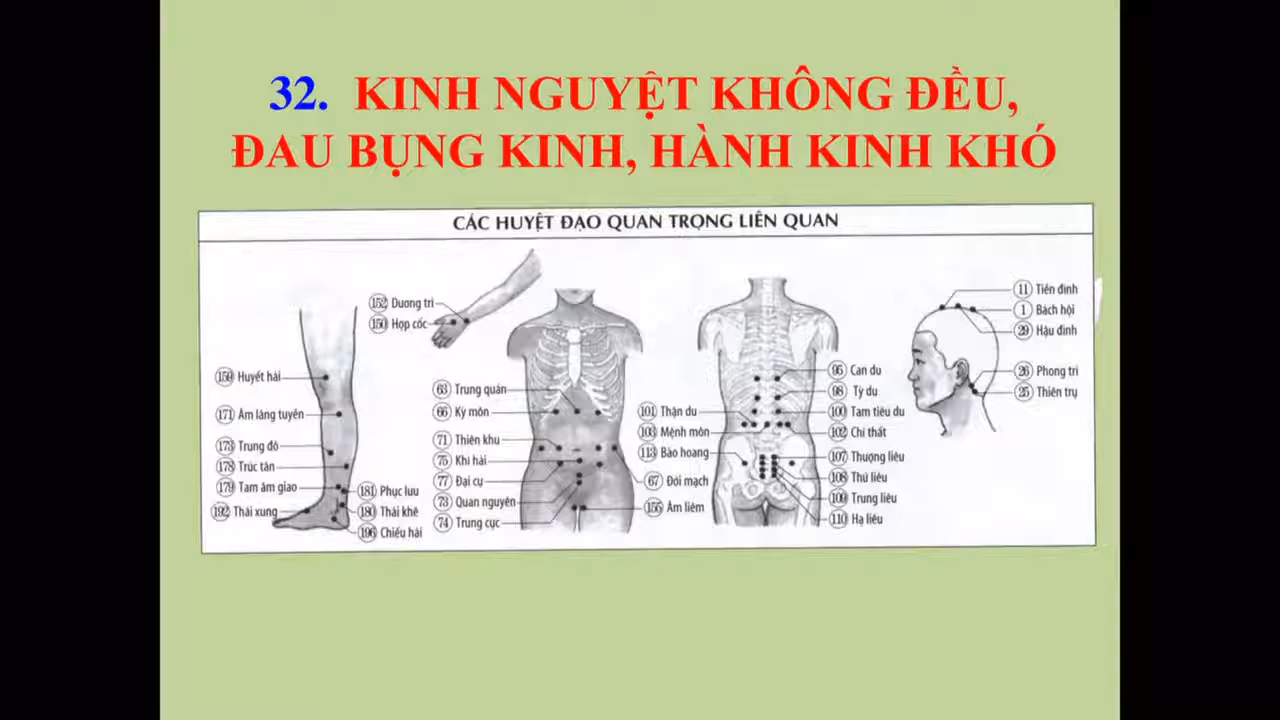 32. KINH NGUYỆT KHÔNG ĐỀU,
ĐAU BỤNG KINH, HÀNH KINH KHÓ
CÁC HUYỆT ĐẠO QUAN TRỌNG LIÊN QUAN
159 Huyết hải
171 Âm lăng tuyền
173 Trung đô
178 Trúc tân
179 Tam âm giao
192 Thái xung
181 Phục lưu
180 Thái khê
196 Chiếu hải
152 Dương trì
150 Hợp cốc
63 Trung quản
66 Kỳ môn
71 Thiên khu
75 Khí hải
77 Đại cự
73 Quan nguyên
74 Trung cực
67 Đới mạch
155 Âm liêm
101 Thận du
103 Mệnh môn
113 Bào hoang
95 Can du
98 Tỳ du
100 Tam tiêu du
102 Chí thất
107 Thượng liêu
108 Thứ liêu
109 Trung liêu
110 Hạ liêu
11 Tiền đình
1 Bách hội
29 Hậu đình
26 Phong trì
25 Thiên trụ